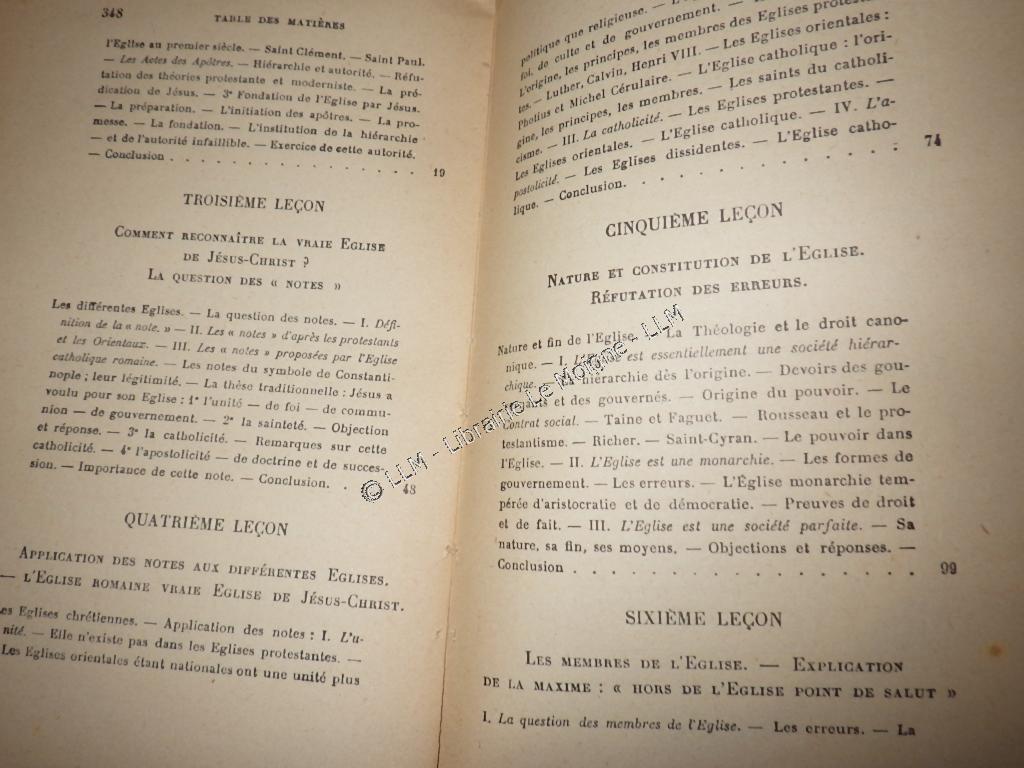 348
TABLE DES MATIÈRES
l'Eglise au premier siècle. — Saint Clément. — Saint Paul.
— Les Actes des Apôtres. — Hiérarchie et autorité. — Réfu-
tation des théories protestante et moderniste. — La pré-
dication de Jésus. — 3° Fondation de l'Eglise par Jésus.
— La préparation. — L'initiation des apôtres. — La pro-
messe. — La fondation. — L'institution de la hiérarchie
— et de l'autorité infaillible. — Exercice de cette autorité.
— Conclusion . . . . . . . . . . . . . . . 19
TROISIÈME LEÇON
Comment reconnaître la vraie Eglise
de Jésus-Christ ?
La question des « notes »
Les différentes Eglises. — La question des notes. — I. Défi-
nition de la « note. » — II. Les « notes » d'après les protestants
et les Orientaux. — III. Les « notes » proposées par l'Eglise
catholique romaine. — Les notes du symbole de Constanti-
nople ; leur légitimité. — La thèse traditionnelle : Jésus a
voulu pour son Eglise : 1° l'unité — de foi — de commu-
nion — de gouvernement. — 2° la sainteté. — Objection
et réponse. — 3° la catholicité. — Remarques sur cette
catholicité. — 4° l'apostolicité — de doctrine et de succes-
sion. — Importance de cette note. — Conclusion. . . . 48
QUATRIÈME LEÇON
Application des notes aux différentes Eglises.
— l'Eglise romaine vraie Eglise de Jésus-Christ.
es Eglises chrétiennes. — Application des notes : I. L'u-
nité. — Elle n'existe pas dans les Eglises protestantes. —
Les Eglises orientales étant nationales ont une unité plus
politique que religieuse. — L'
foi, de culte et de gouvernement. —
L'origine, les principes, les membres des Eglises protestan-
tes. — Luther, Calvin, Henri VIII. — Les Eglises orientales :
Photius et Michel Cérulaire. — L'Eglise catholique : l'ori-
gine, les principes, les membres. — Les saints du catholi-
cisme. — III. La catholicité. — Les Eglises protestantes. —
Les Eglises orientales. — L'Eglise catholique. — IV. L'a-
postolicité. — Les Eglises dissidentes. — L'Eglise catho-
lique. — Conclusion. . . . . . . . . . . . . 74
CINQUIÈME LEÇON
Nature et constitution de l'Eglise.
Réfutation des erreurs.
Nature et fin de l'Eglise. — La Théologie et le droit cano-
nique. — I. L'Eglise est essentiellement une société hiérar-
chique. — La hiérarchie dès l'origine. — Devoirs des gou-
vernants et des gouvernés. — Origine du pouvoir. — Le
Contrat social. — Taine et Faguet. — Rousseau et le pro-
testantisme. — Richer. — Saint-Cyran. — Le pouvoir dans
l'Eglise. — II. L'Eglise est une monarchie. — Les formes de
gouvernement. — Les erreurs. — L'Église monarchie tem-
pérée d'aristocratie et de démocratie. — Preuves de droit
et de fait. — III. L'Eglise est une société parfaite. — Sa
nature, sa fin, ses moyens. — Objections et réponses. —
Conclusion . . . . . . . . . . . . . . . . 99
SIXIÈME LEÇON
Les membres de l'Eglise. — Explication
de la maxime : « hors de l'Eglise point de salut »
I. La question des membres de l'Eglise. — Les erreurs. — La
© LLM - Librairie Le Moigne - LLM